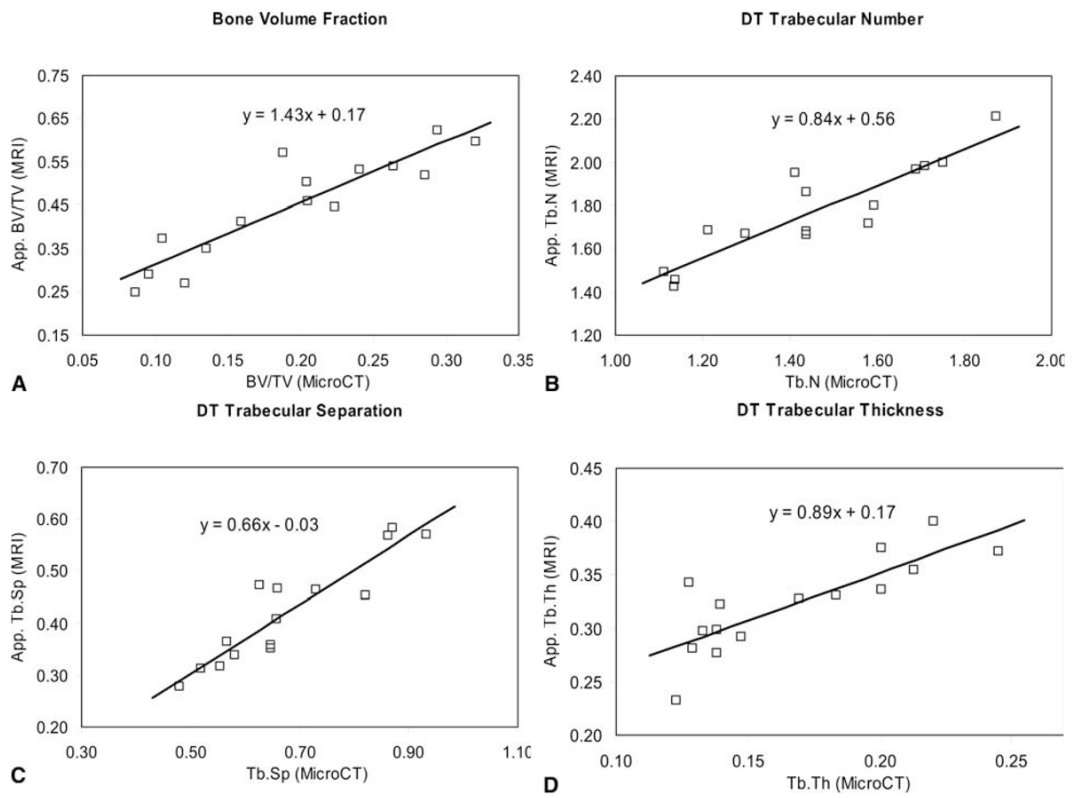 Bone Volume Fraction
App. BV/TV (MRI)
0.75
0.65
0.55
0.45
0.35
0.25
0.15
y = 1.43x + 0.17
0.05 0.10 0.15 0.20 0.25 0.30 0.35
BV/TV (MicroCT)
A
DT Trabecular Number
App. Tb.N (MRI)
2.40
2.20
2.00
1.80
1.60
1.40
1.20
y = 0.84x + 0.56
1.00 1.20 1.40 1.60 1.80 2.00
Tb.N (MicroCT)
B
DT Trabecular Separation
App. Tb.Sp (MRI)
0.70
0.60
0.50
0.40
0.30
0.20
y = 0.66x - 0.03
0.30 0.50 0.70 0.90 1.10
Tb.Sp (MicroCT)
C
DT Trabecular Thickness
App. Tb.Th (MRI)
0.45
0.40
0.35
0.30
0.25
0.20
y = 0.89x + 0.17
0.10 0.15 0.20 0.25
Tb.Th (MicroCT)
D